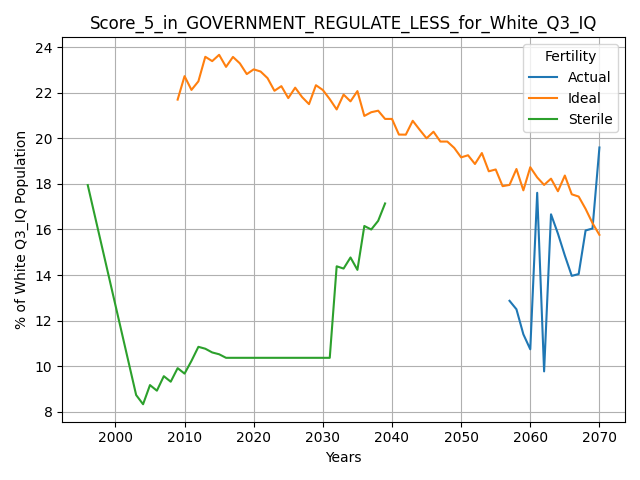 Score_5_in_GOVERNMENT_REGULATE_LESS_for_White_Q3_IQ
% of White Q3_IQ Population
24
22
20
18
16
14
12
10
8
Fertility
Actual
Ideal
Sterile
2000 2010 2020 2030 2040 2050 2060 2070
Years